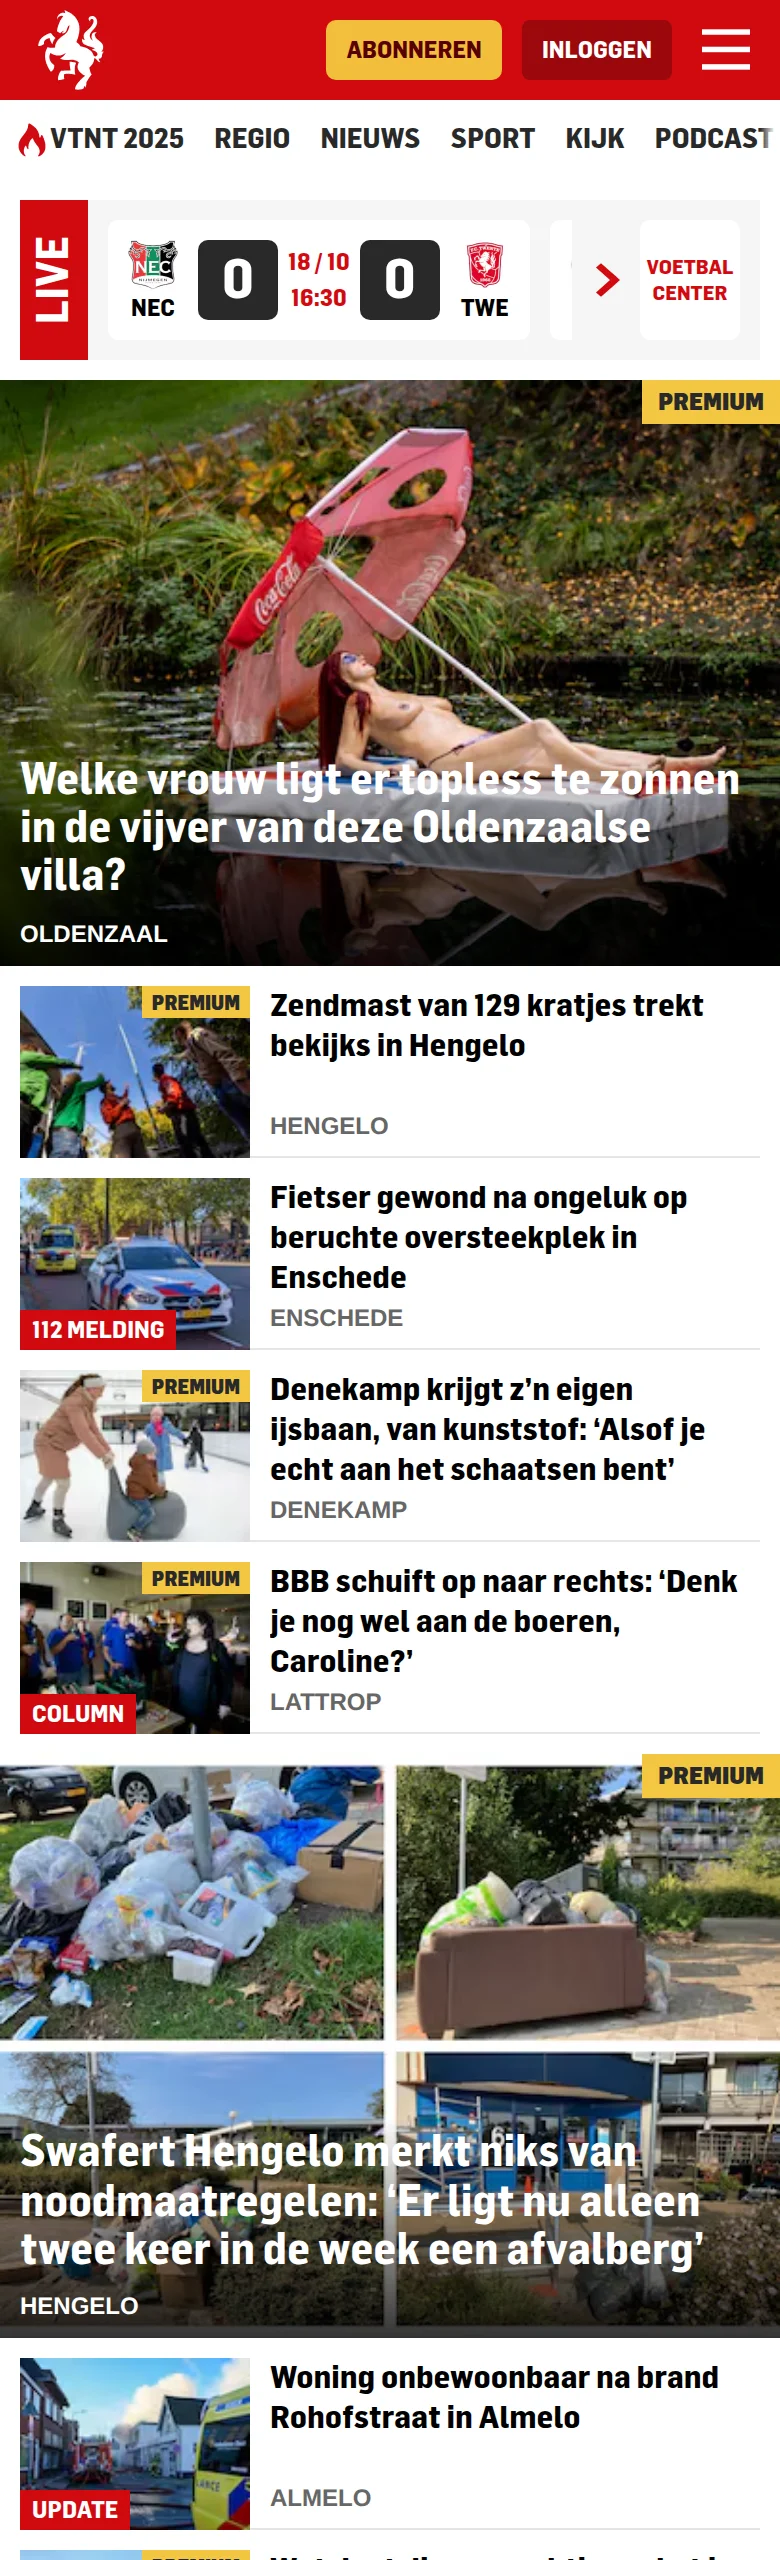 ABONNEREN
INLOGGEN
VTNT 2025 REGIO NIEUWS SPORT KIJK PODCAST
LIVE
NEC
NIJMEGEN
NEC
0
18 / 10
16:30
0
TWE
VOETBAL
CENTER
PREMIUM
Coca-Cola
Welke vrouw ligt er topless te zonnen
in de vijver van deze Oldenzaalse
villa?
OLDENZAAL
PREMIUM
Zendmast van 129 kratjes trekt
bekijks in Hengelo
HENGELO
Fietser gewond na ongeluk op
beruchte oversteekplek in
Enschede
112 MELDING
ENSCHEDE
PREMIUM
Denekamp krijgt z’n eigen
ijsbaan, van kunststof: ‘Alsof je
echt aan het schaatsen bent’
DENEKAMP
PREMIUM
BBB schuift op naar rechts: ‘Denk
je nog wel aan de boeren,
Caroline?’
COLUMN
LATTROP
PREMIUM
Swafert Hengelo merkt niks van
noodmaatregelen: ‘Er ligt nu alleen
twee keer in de week een afvalberg’
HENGELO
Woning onbewoonbaar na brand
Rohofstraat in Almelo
UPDATE
ALMELO